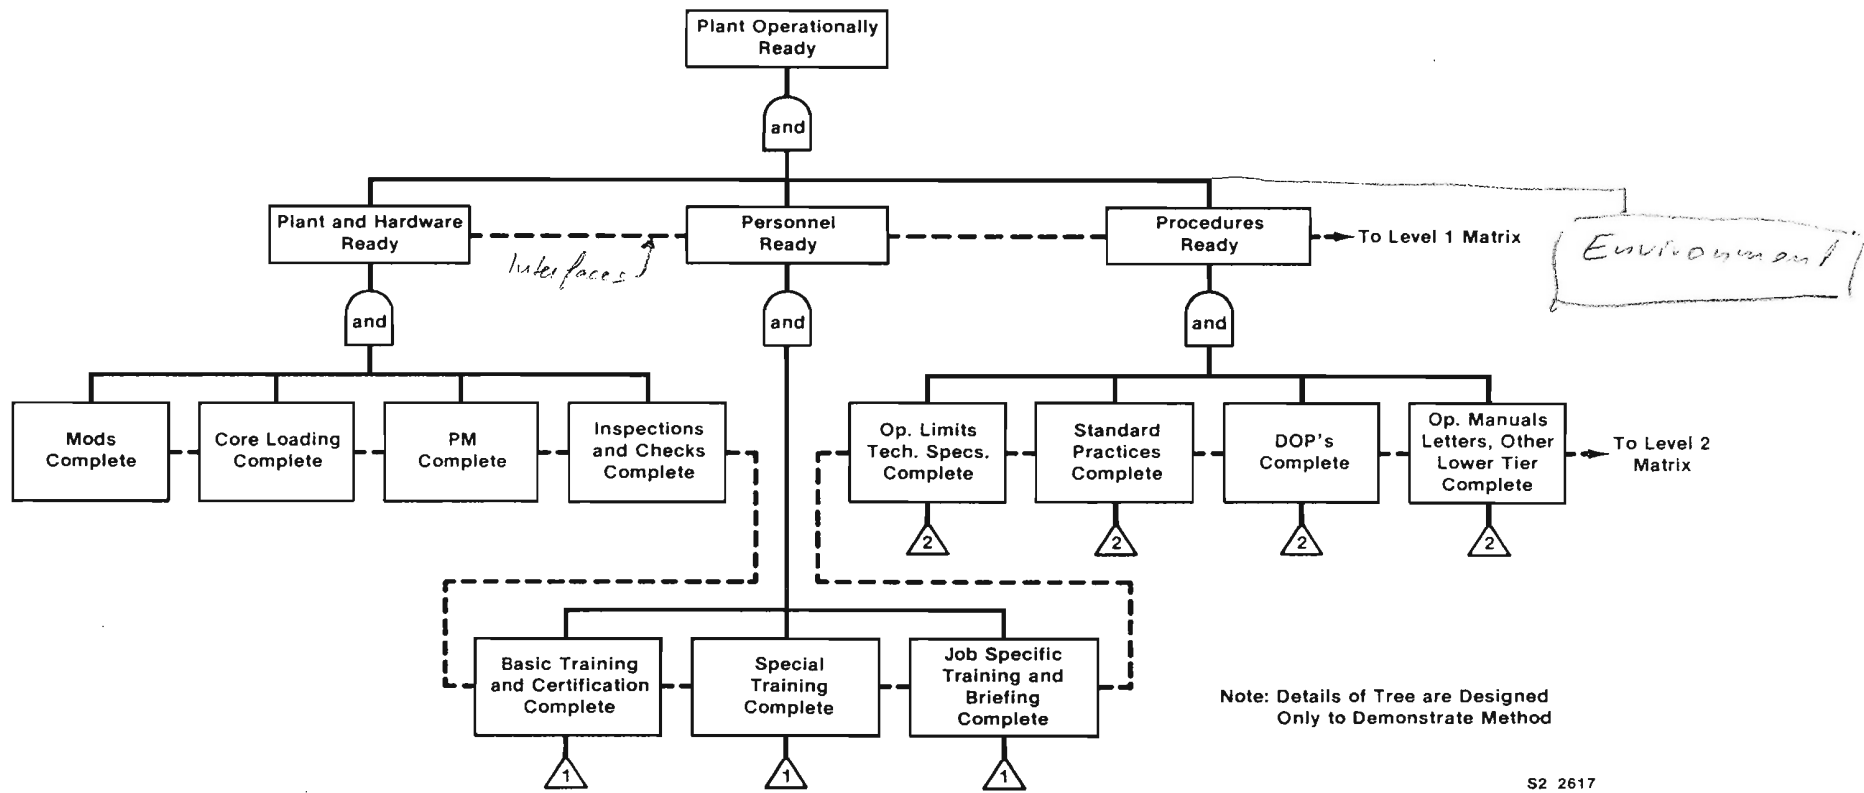 Plant Operationally
Ready
and
Plant and Hardware
Ready
Personnel
Ready
Procedures
Ready
To Level 1 Matrix
Environment
Interfaces
and
and
and
Mods
Complete
Core Loading
Complete
PM
Complete
Inspections
and Checks
Complete
Op. Limits
Tech. Specs.
Complete
Standard
Practices
Complete
DOP's
Complete
Op. Manuals
Letters, Other
Lower Tier
Complete
To Level 2
Matrix
2
2
2
2
Basic Training
and Certification
Complete
Special
Training
Complete
Job Specific
Training and
Briefing
Complete
1
1
1
Note: Details of Tree are Designed
Only to Demonstrate Method
S2 2617